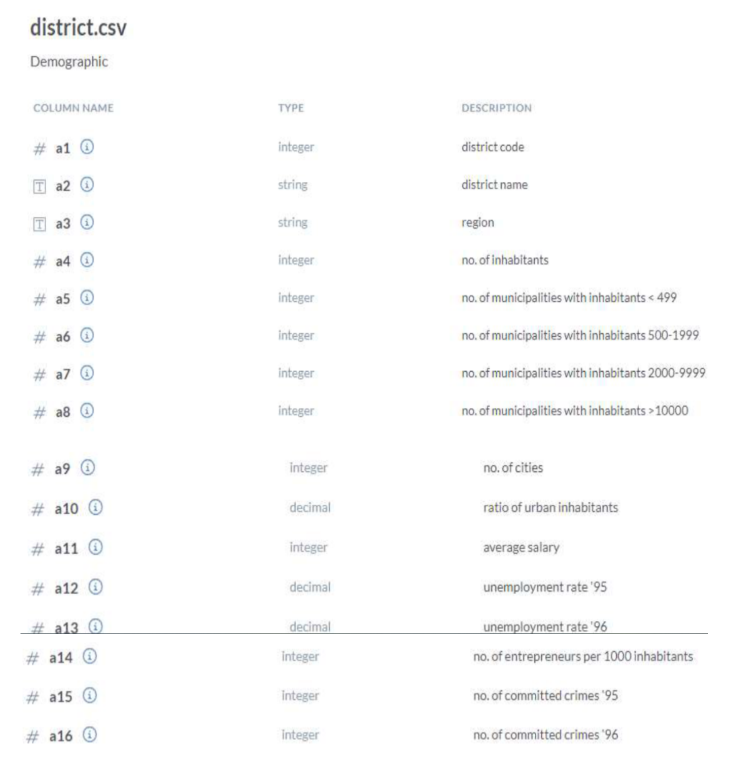 district.csv
Demographic
COLUMN NAME TYPE DESCRIPTION
# a1 integer district code
T a2 string district name
T a3 string region
# a4 integer no. of inhabitants
# a5 integer no. of municipalities with inhabitants < 499
# a6 integer no. of municipalities with inhabitants 500-1999
# a7 integer no. of municipalities with inhabitants 2000-9999
# a8 integer no. of municipalities with inhabitants >10000
# a9 integer no. of cities
# a10 decimal ratio of urban inhabitants
# a11 integer average salary
# a12 decimal unemployment rate '95
# a13 decimal unemployment rate '96
# a14 integer no. of entrepreneurs per 1000 inhabitants
# a15 integer no. of committed crimes '95
# a16 integer no. of committed crimes '96